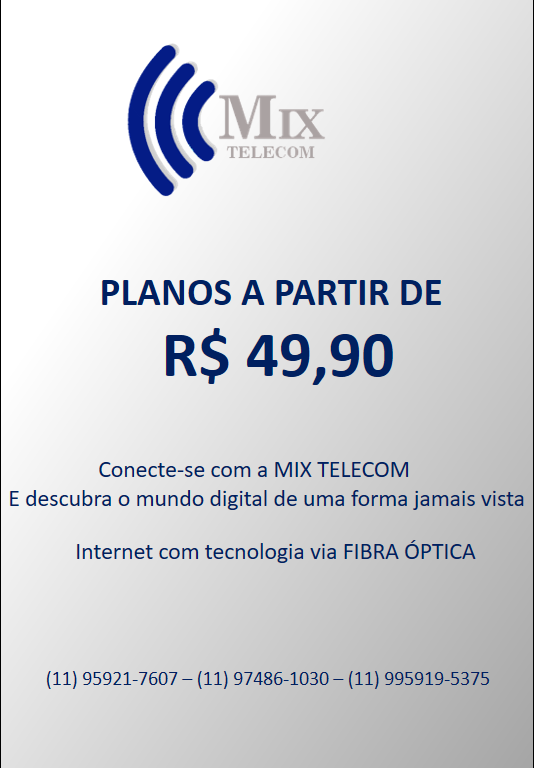 MIX
TELECOM
PLANOS A PARTIR DE
R$ 49,90
Conecte-se com a MIX TELECOM
E descubra o mundo digital de uma forma jamais vista
Internet com tecnologia via FIBRA ÓPTICA
(11) 95921-7607 – (11) 97486-1030 – (11) 995919-5375